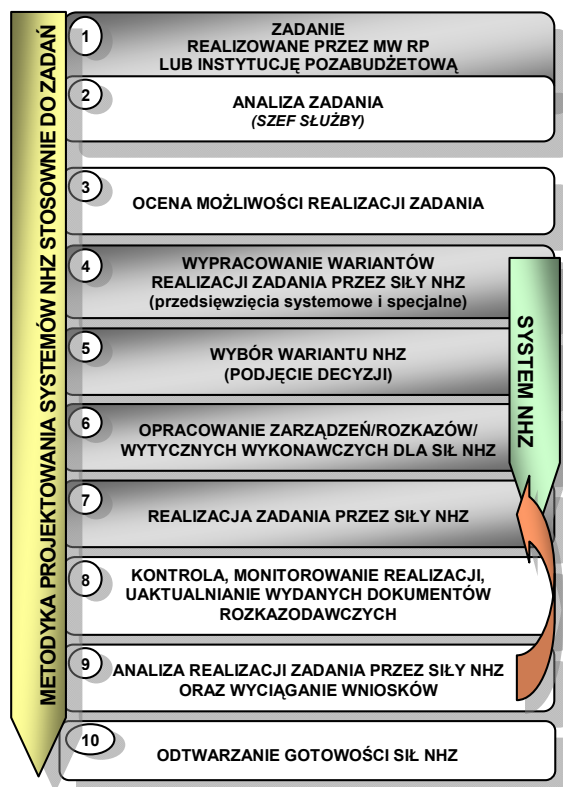 METODYKA PROJEKTOWANIA SYSTEMÓW NHZ STOSOWNIE DO ZADAŃ
1
ZADANIE
REALIZOWANE PRZEZ MW RP
LUB INSTYTUCJĘ POZABUDŻETOWĄ
2
ANALIZA ZADANIA
(SZEF SŁUŻBY)
3
OCENA MOŻLIWOŚCI REALIZACJI ZADANIA
4
WYPRACOWANIE WARIANTÓW
REALIZACJI ZADANIA PRZEZ SIŁY NHZ
(przedsięwzięcia systemowe i specjalne)
5
WYBÓR WARIANTU NHZ
(PODJĘCIE DECYZJI)
6
OPRACOWANIE ZARZĄDZEŃ/ROZKAZÓW/
WYTYCZNYCH WYKONAWCZYCH DLA SIŁ NHZ
7
REALIZACJA ZADANIA PRZEZ SIŁY NHZ
8
KONTROLA, MONITOROWANIE REALIZACJI,
UAKTUALNIANIE WYDANYCH DOKUMENTÓW
ROZKAZODAWCZYCH
9
ANALIZA REALIZACJI ZADANIA PRZEZ SIŁY NHZ
ORAZ WYCIĄGANIE WNIOSKÓW
10
ODTWARZANIE GOTOWOŚCI SIŁ NHZ
SYSTEM NHZ